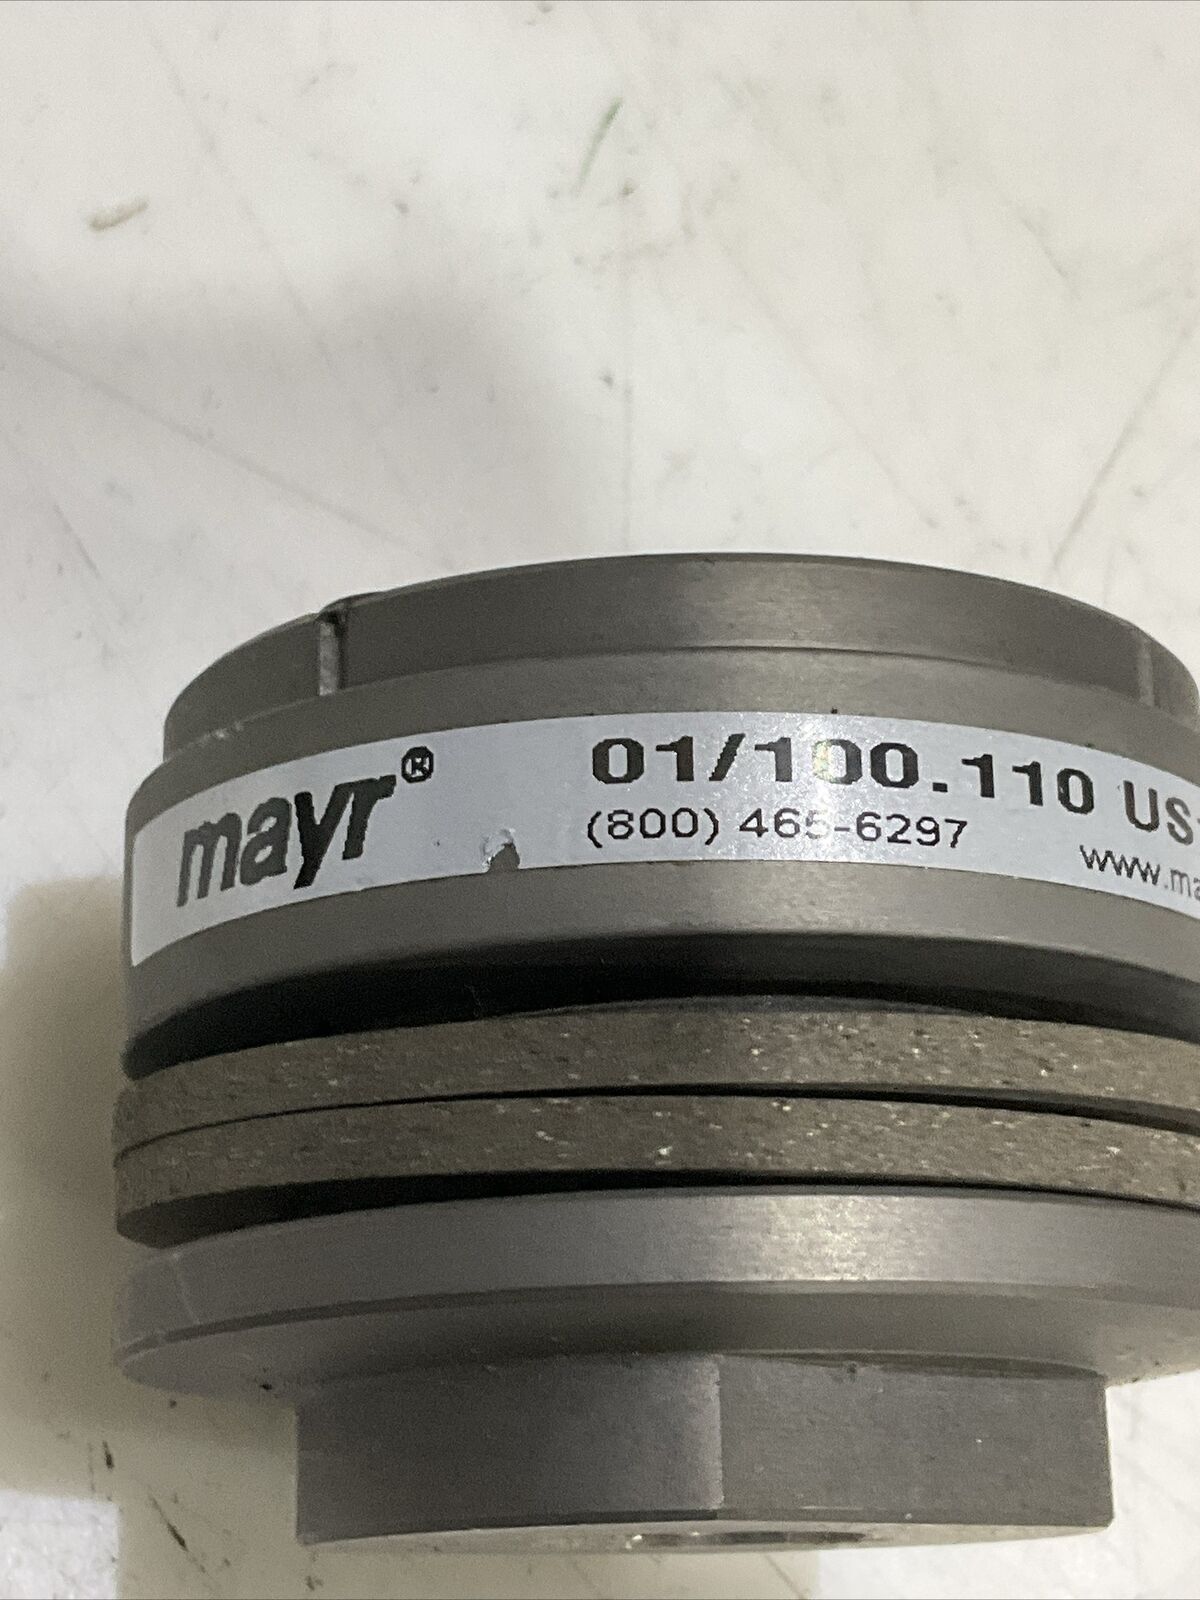 mayr®
01/100.110 US-
(800) 465-6297
www.ma